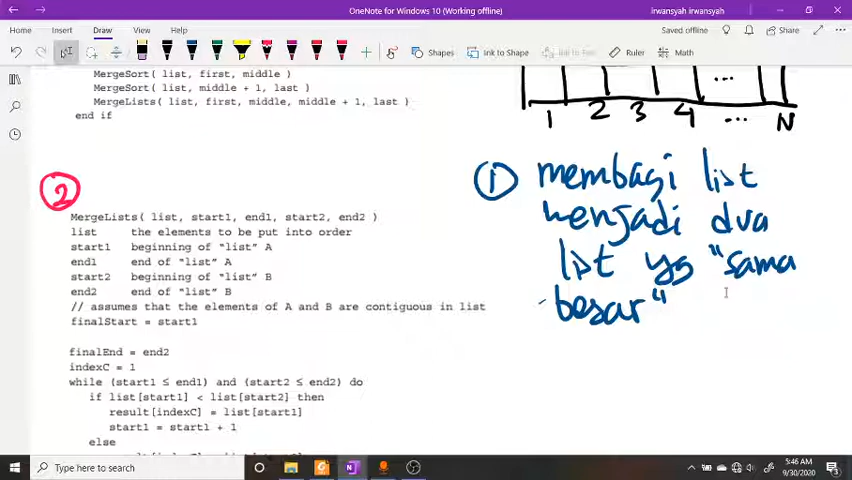 OneNote for Windows 10 (Working offline)
irwansyah irwansyah
Home Insert Draw View Help
Saved offline Share
Shapes Ink to Shape Ink to Text Ruler Math
MergeSort ( list, first, middle )
MergeSort ( list, middle + 1, last )
MergeLists ( list, first, middle, middle + 1, last )
end if
1 2 3 4 ... N
...
2
MergeLists( list, start1, end1, start2, end2 )
list the elements to be put into order
start1 beginning of "list" A
end1 end of "list" A
start2 beginning of "list" B
end2 end of "list" B
// assumes that the elements of A and B are contiguous in list
finalStart = start1
finalEnd = end2
indexC = 1
while (start1 ≤ end1) and (start2 ≤ end2) do
if list[start1] < list[start2] then
result[indexC] = list[start1]
start1 = start1 + 1
else
1 membagi list
menjadi dua
list yg "sama
besar"
Type here to search
5:46 AM
9/30/2020